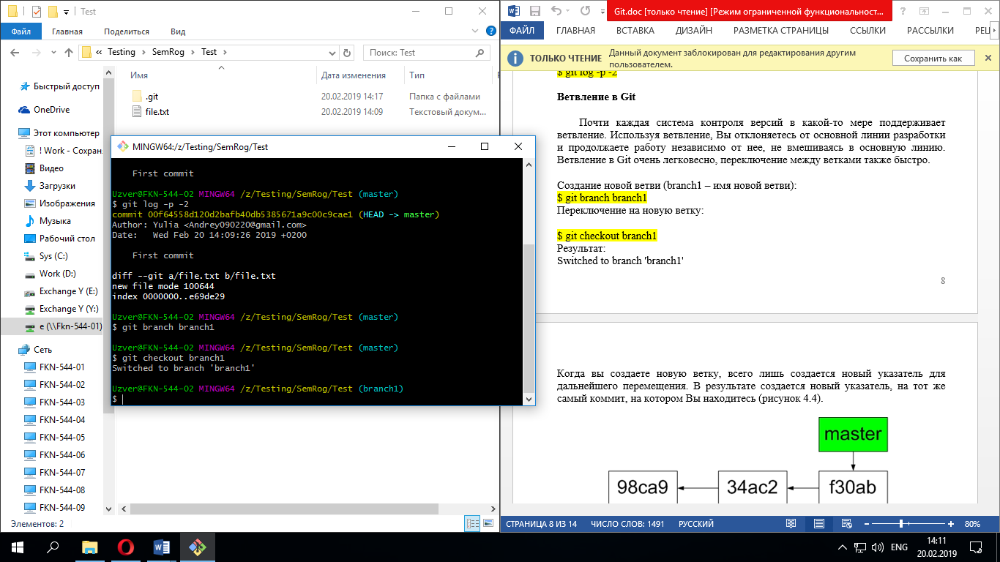 Test
Файл
Главная
Поделиться
Вид
« Testing > SemRog > Test >
Поиск: Test
Быстрый доступ
OneDrive
Этот компьютер
! Work - Сохран
Видео
Загрузки
Изображения
Музыка
Рабочий стол
Sys (C:)
Work (D:)
Exchange Y (E:)
Exchange Y (Y:)
e (\\Fkn-544-01)
Сеть
FKN-544-01
FKN-544-02
FKN-544-03
FKN-544-04
FKN-544-05
FKN-544-06
FKN-544-07
FKN-544-08
FKN-544-09
Имя Дата изменения Тип
.git 20.02.2019 14:17 Папка с файлами
file.txt 20.02.2019 14:09 Текстовый докум...
Элементов: 2
MINGW64:/z/Testing/SemRog/Test
First commit
Uzver@FKN-544-02 MINGW64 /z/Testing/SemRog/Test (master)
$ git log -p -2
commit 00f64558d120d2bafb40db5385671a9c00c9cae1 (HEAD -> master)
Author: Yulia <Andrey090220@gmail.com>
Date: Wed Feb 20 14:09:26 2019 +0200
First commit
diff --git a/file.txt b/file.txt
new file mode 100644
index 0000000..e69de29
Uzver@FKN-544-02 MINGW64 /z/Testing/SemRog/Test (master)
$ git branch branch1
Uzver@FKN-544-02 MINGW64 /z/Testing/SemRog/Test (master)
$ git checkout branch1
Switched to branch 'branch1'
Uzver@FKN-544-02 MINGW64 /z/Testing/SemRog/Test (branch1)
$
Git.doc [только чтение] [Режим ограниченной функциональност...
ФАЙЛ ГЛАВНАЯ ВСТАВКА ДИЗАЙН РАЗМЕТКА СТРАНИЦЫ ССЫЛКИ РАССЫЛКИ РЕЦ
ТОЛЬКО ЧТЕНИЕ Данный документ заблокирован для редактирования другим
пользователем.
Сохранить как
$ git log -p -2
Ветвление в Git
Почти каждая система контроля версий в какой-то мере поддерживает
ветвление. Используя ветвление, Вы отклоняетесь от основной линии разработки
и продолжаете работу независимо от нее, не вмешиваясь в основную линию.
Ветвление в Git очень легковесно, переключение между ветками также быстро.
Создание новой ветви (branch1 – имя новой ветви):
$ git branch branch1
Переключение на новую ветку:
$ git checkout branch1
Результат:
Switched to branch 'branch1'
8
Когда вы создаете новую ветку, всего лишь создается новый указатель для
дальнейшего перемещения. В результате создается новый указатель, на тот же
самый коммит, на котором Вы находитесь (рисунок 4.4).
master
98ca9 34ac2 f30ab
СТРАНИЦА 8 ИЗ 14 ЧИСЛО СЛОВ: 1491 РУССКИЙ
80%
ENG
14:11
20.02.2019